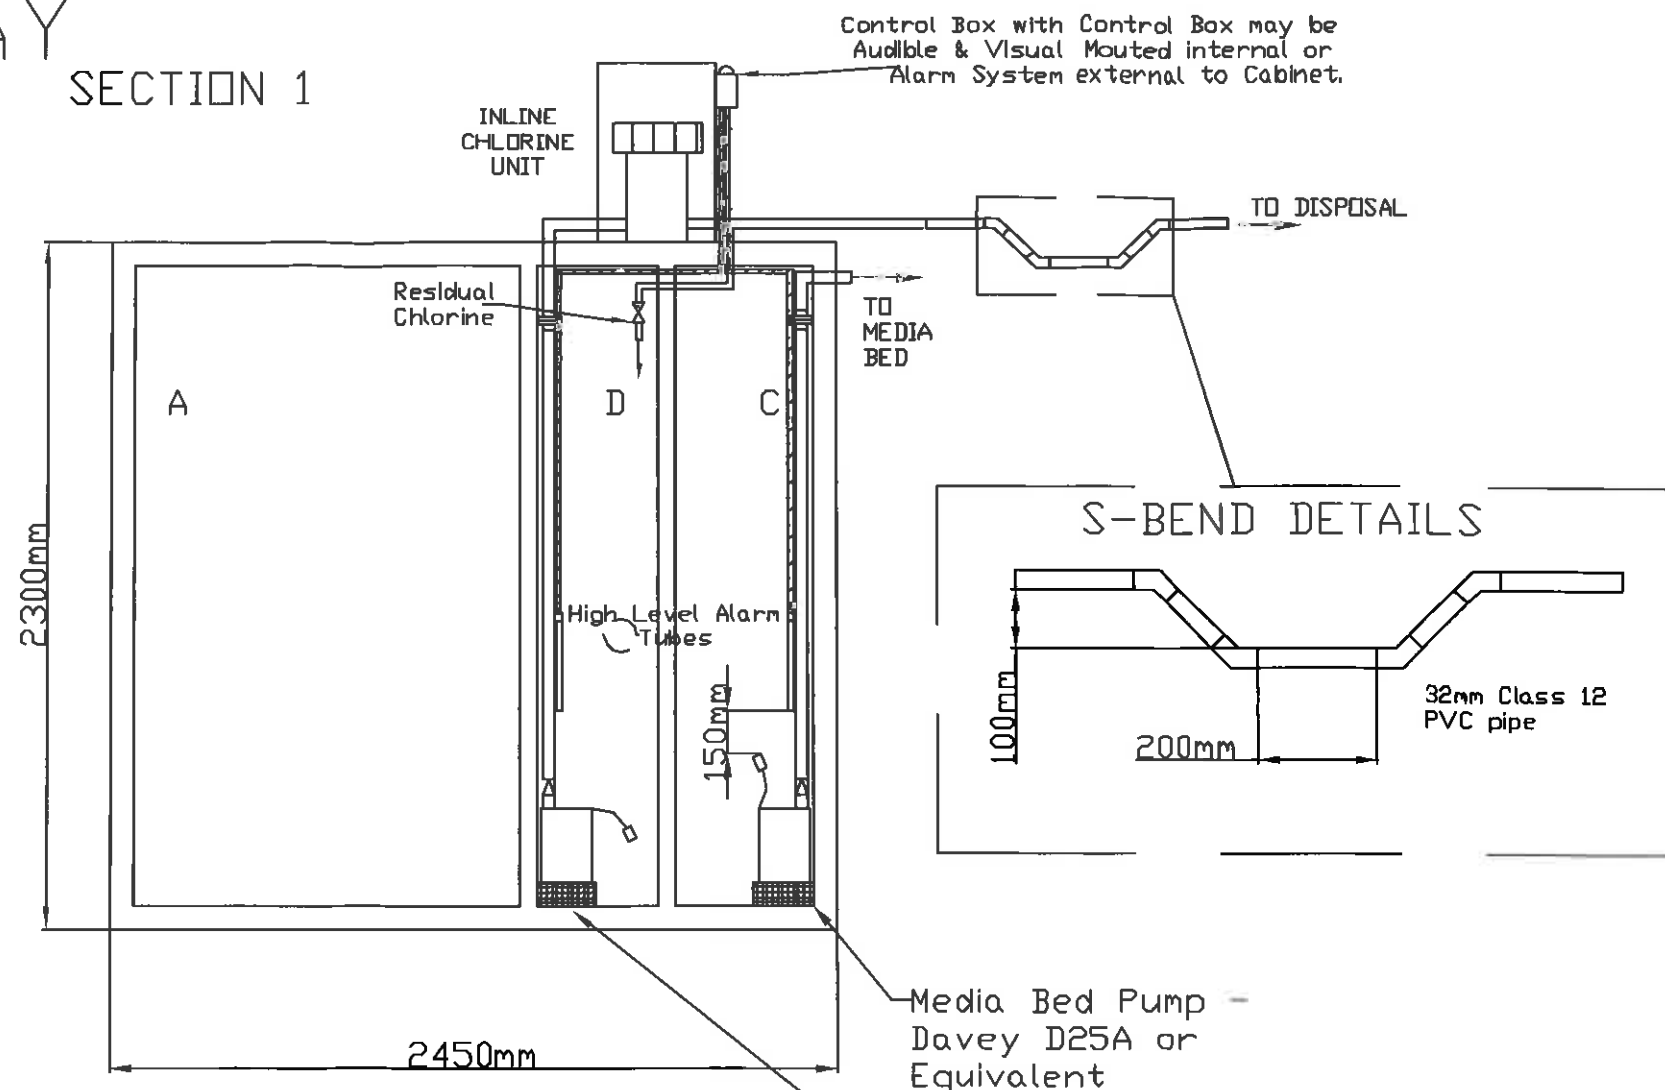 AY
SECTION 1
Control Box with Control Box may be
Audible & Visual Mouted internal or
Alarm System external to Cabinet.
INLINE
CHLORINE
UNIT
TO DISPOSAL
Residual
Chlorine
TO
MEDIA
BED
A
D
C
S-BEND DETAILS
2300mm
High Level Alarm
Tubes
150mm
100mm
32mm Class 12
PVC pipe
200mm
Media Bed Pump -
Davey D25A or
Equivalent
2450mm